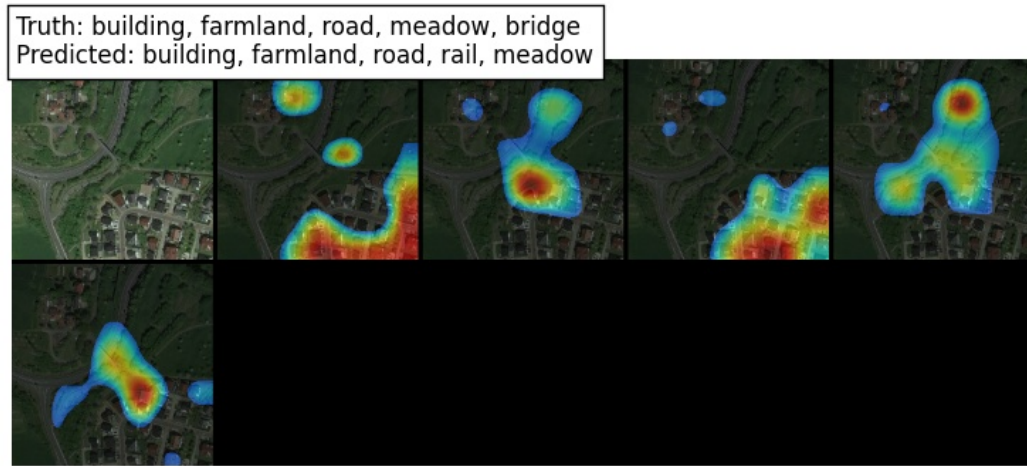 Truth: building, farmland, road, meadow, bridge
Predicted: building, farmland, road, rail, meadow